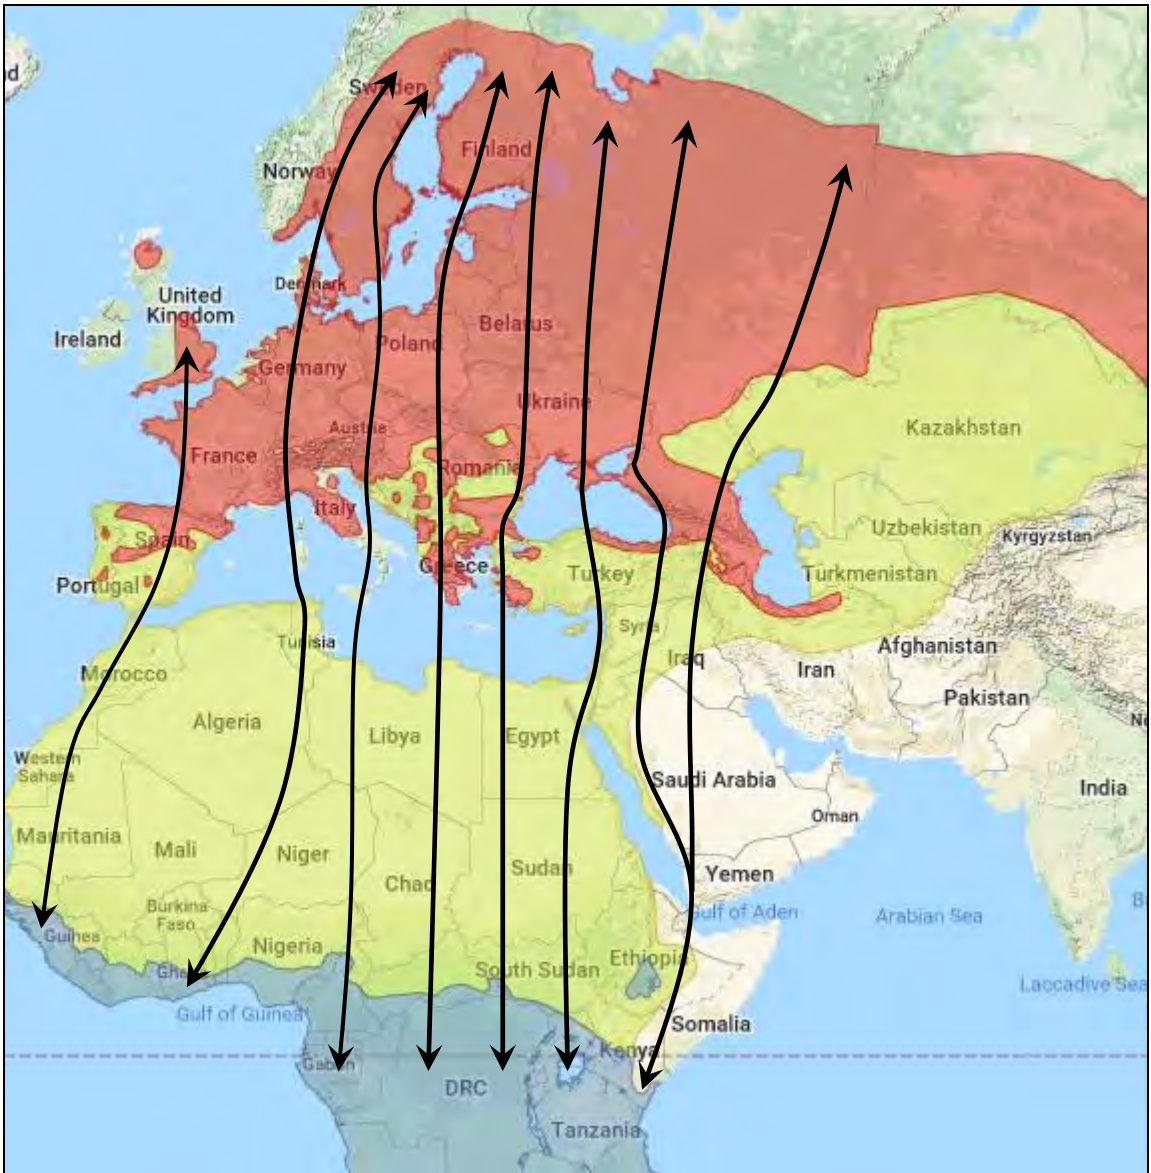 d
Sweden
Finland
Norway
Denmark
United
Kingdom
Ireland
Belarus
Poland
Germany
Ukraine
Austria
Kazakhstan
France
Romania
Italy
Uzbekistan
Kyrgyzstan
Spain
Greece
Turkey
Turkmenistan
Portugal
Syria
Tunisia
Afghanistan
Iraq
Iran
Morocco
Pakistan
Algeria
Libya
Egypt
Ne
Western
Sahara
Saudi Arabia
India
Oman
Mauritania
Mali
Niger
Sudan
Chad
Yemen
Burkina
Faso
Ba
Gulf of Aden
Arabian Sea
Guinea
Nigeria
Ethiopia
Gha
South Sudan
Laccadive Sea
Gulf of Guinea
Somalia
Kenya
Gabon
DRC
Tanzania